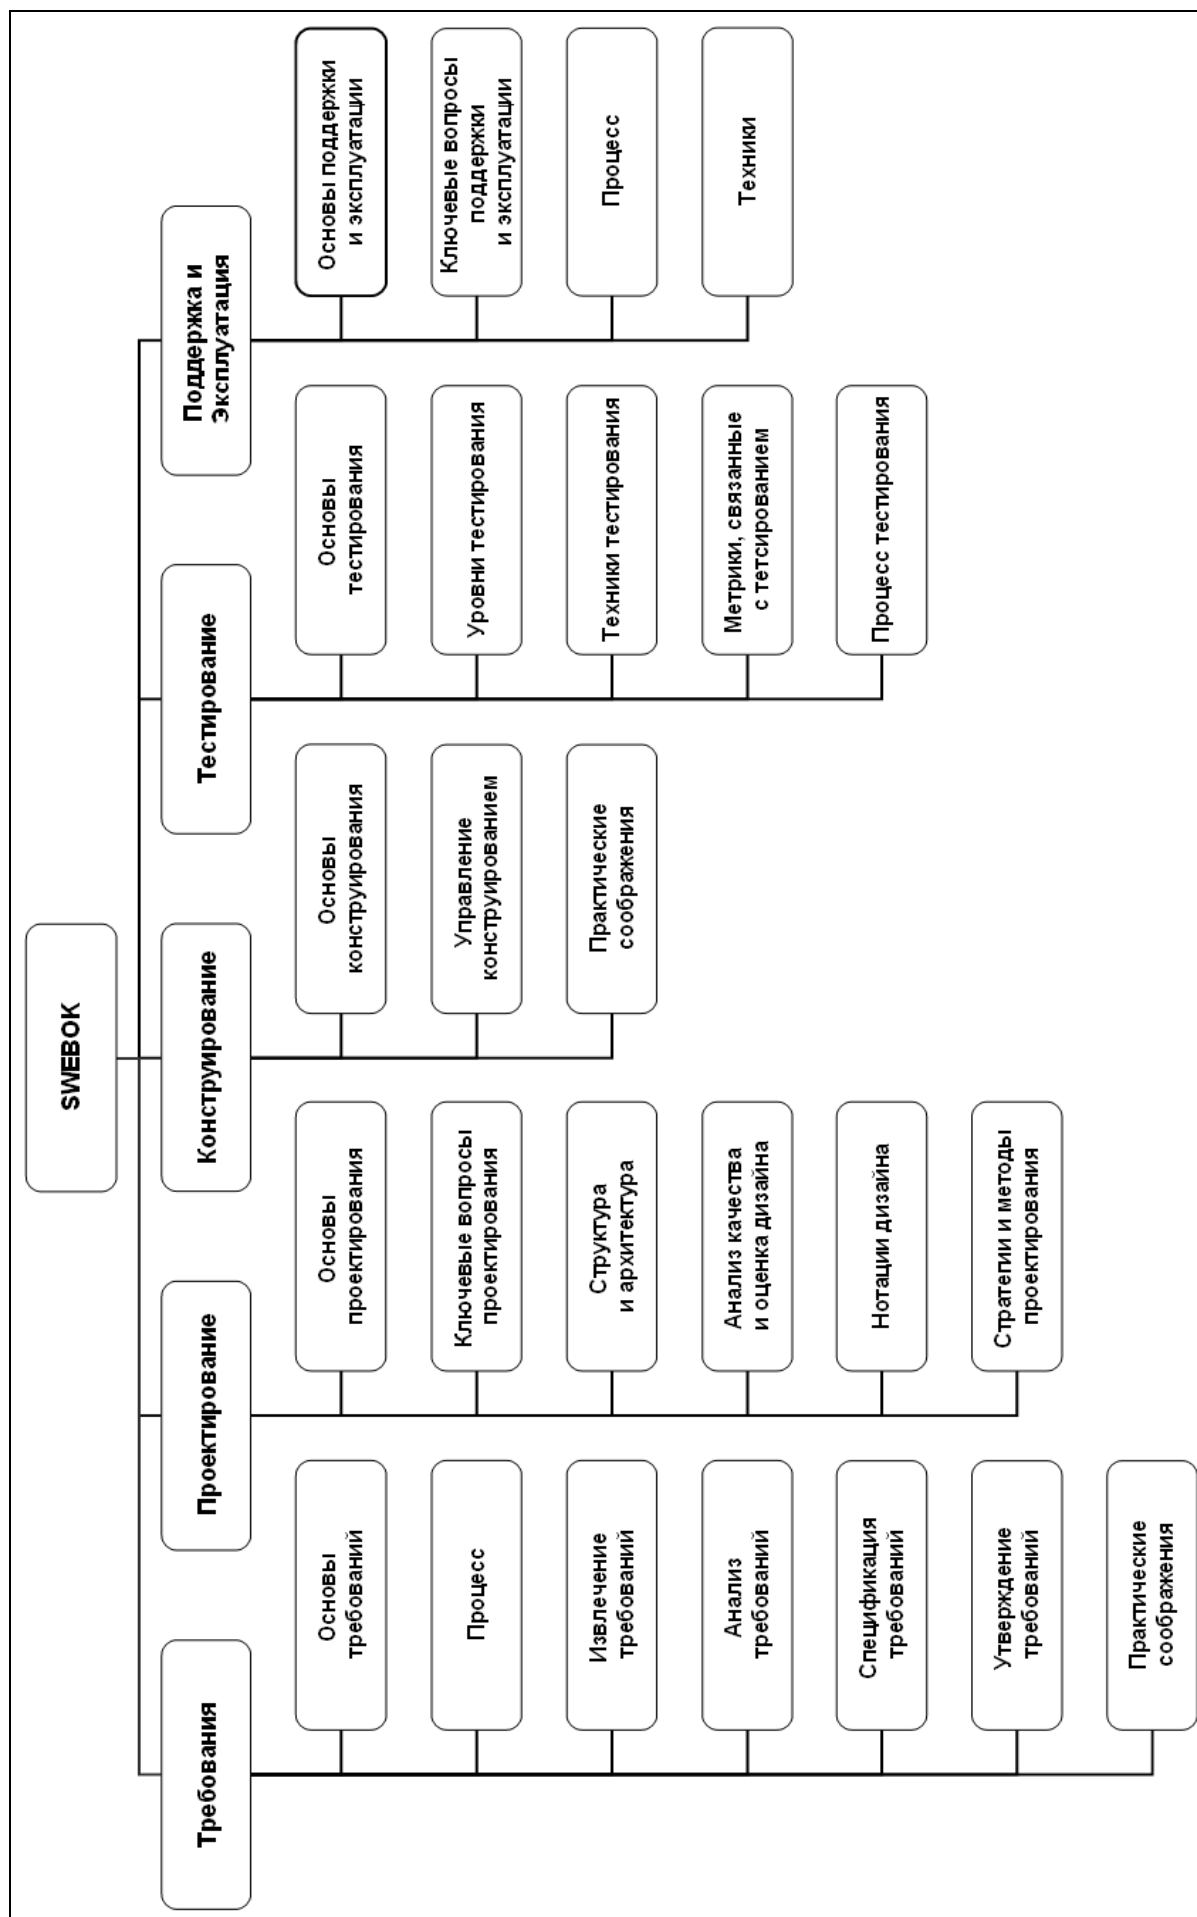 SWEBOK
Требования
Основы
требований
Процесс
Извлечение
требований
Анализ
требований
Спецификация
требований
Утверждение
требований
Практические
соображения
Проектирование
Основы
проектирования
Ключевые вопросы
проектирования
Структура
и архитектура
Анализ качества
и оценка дизайна
Нотации дизайна
Стратегии и методы
проектирования
Конструирование
Основы
конструирования
Управление
конструированием
Практические
соображения
Тестирование
Основы
тестирования
Уровни тестирования
Техники тестирования
Метрики, связанные
с тетсированием
Процесс тестирования
Поддержка и
Эксплуатация
Основы поддержки
и эксплуатации
Ключевые вопросы
поддержки
и эксплуатации
Процесс
Техники